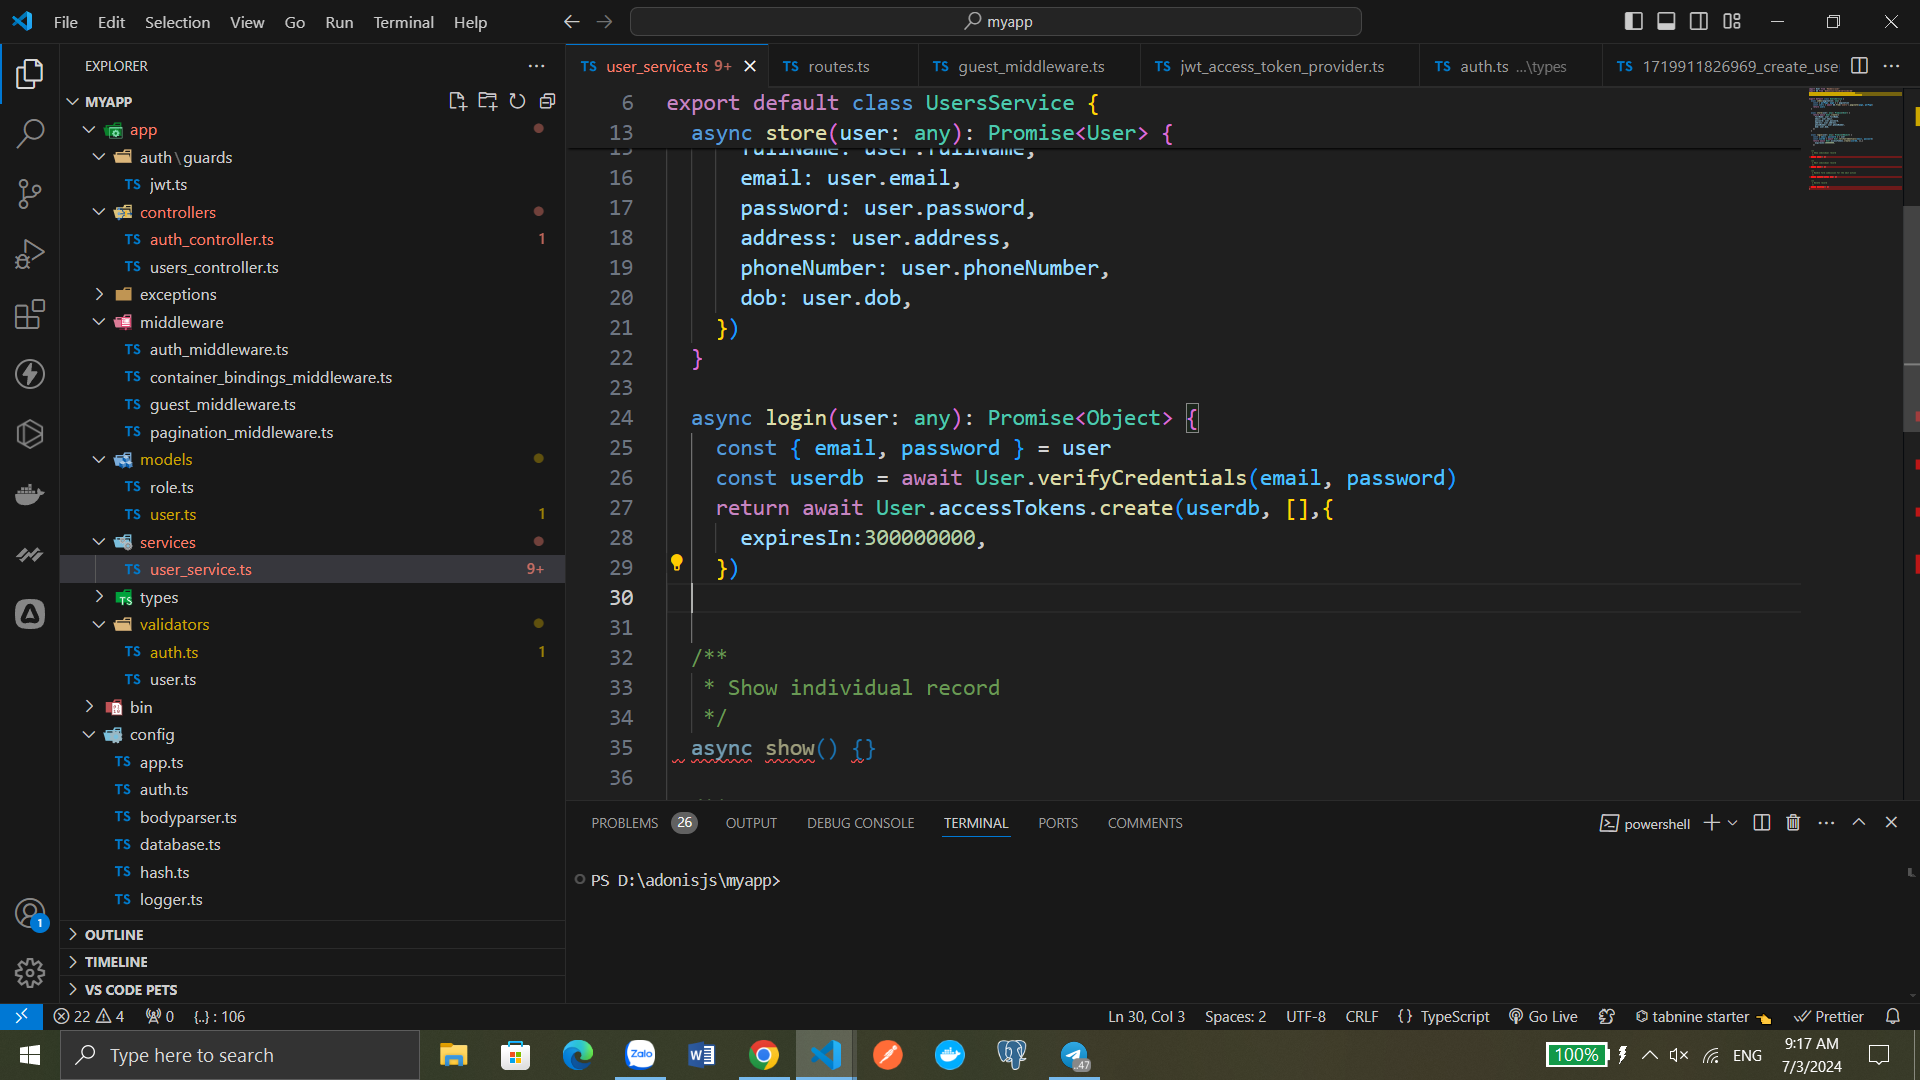 File Edit Selection View Go Run Terminal Help
myapp
EXPLORER
MYAPP
app
auth\guards
TS jwt.ts
controllers
TS auth_controller.ts 1
TS users_controller.ts
exceptions
middleware
TS auth_middleware.ts
TS container_bindings_middleware.ts
TS guest_middleware.ts
TS pagination_middleware.ts
models
TS role.ts
TS user.ts 1
services
TS user_service.ts 9+
types
validators
TS auth.ts 1
TS user.ts
bin
config
TS app.ts
TS auth.ts
TS bodyparser.ts
TS database.ts
TS hash.ts
TS logger.ts
OUTLINE
TIMELINE
VS CODE PETS
TS user_service.ts 9+
TS routes.ts
TS guest_middleware.ts
TS jwt_access_token_provider.ts
TS auth.ts ...\types
TS 1719911826969_create_use
6 export default class UsersService {
13 async store(user: any): Promise<User> {
15 fullName: user.fullName,
16 email: user.email,
17 password: user.password,
18 address: user.address,
19 phoneNumber: user.phoneNumber,
20 dob: user.dob,
21 })
22 }
23
24 async login(user: any): Promise<Object> {
25 const { email, password } = user
26 const userdb = await User.verifyCredentials(email, password)
27 return await User.accessTokens.create(userdb, [],{
28 expiresIn:300000000,
29 })
30
31
32 /**
33 * Show individual record
34 */
35 async show() {}
36
PROBLEMS 26 OUTPUT DEBUG CONSOLE TERMINAL PORTS COMMENTS
powershell
PS D:\adonisjs\myapp>
1
22 4 0 {..} : 106
Ln 30, Col 3 Spaces: 2 UTF-8 CRLF {} TypeScript Go Live tabnine starter Prettier
Type here to search
Zalo
W
..47
100%
ENG
9:17 AM
7/3/2024